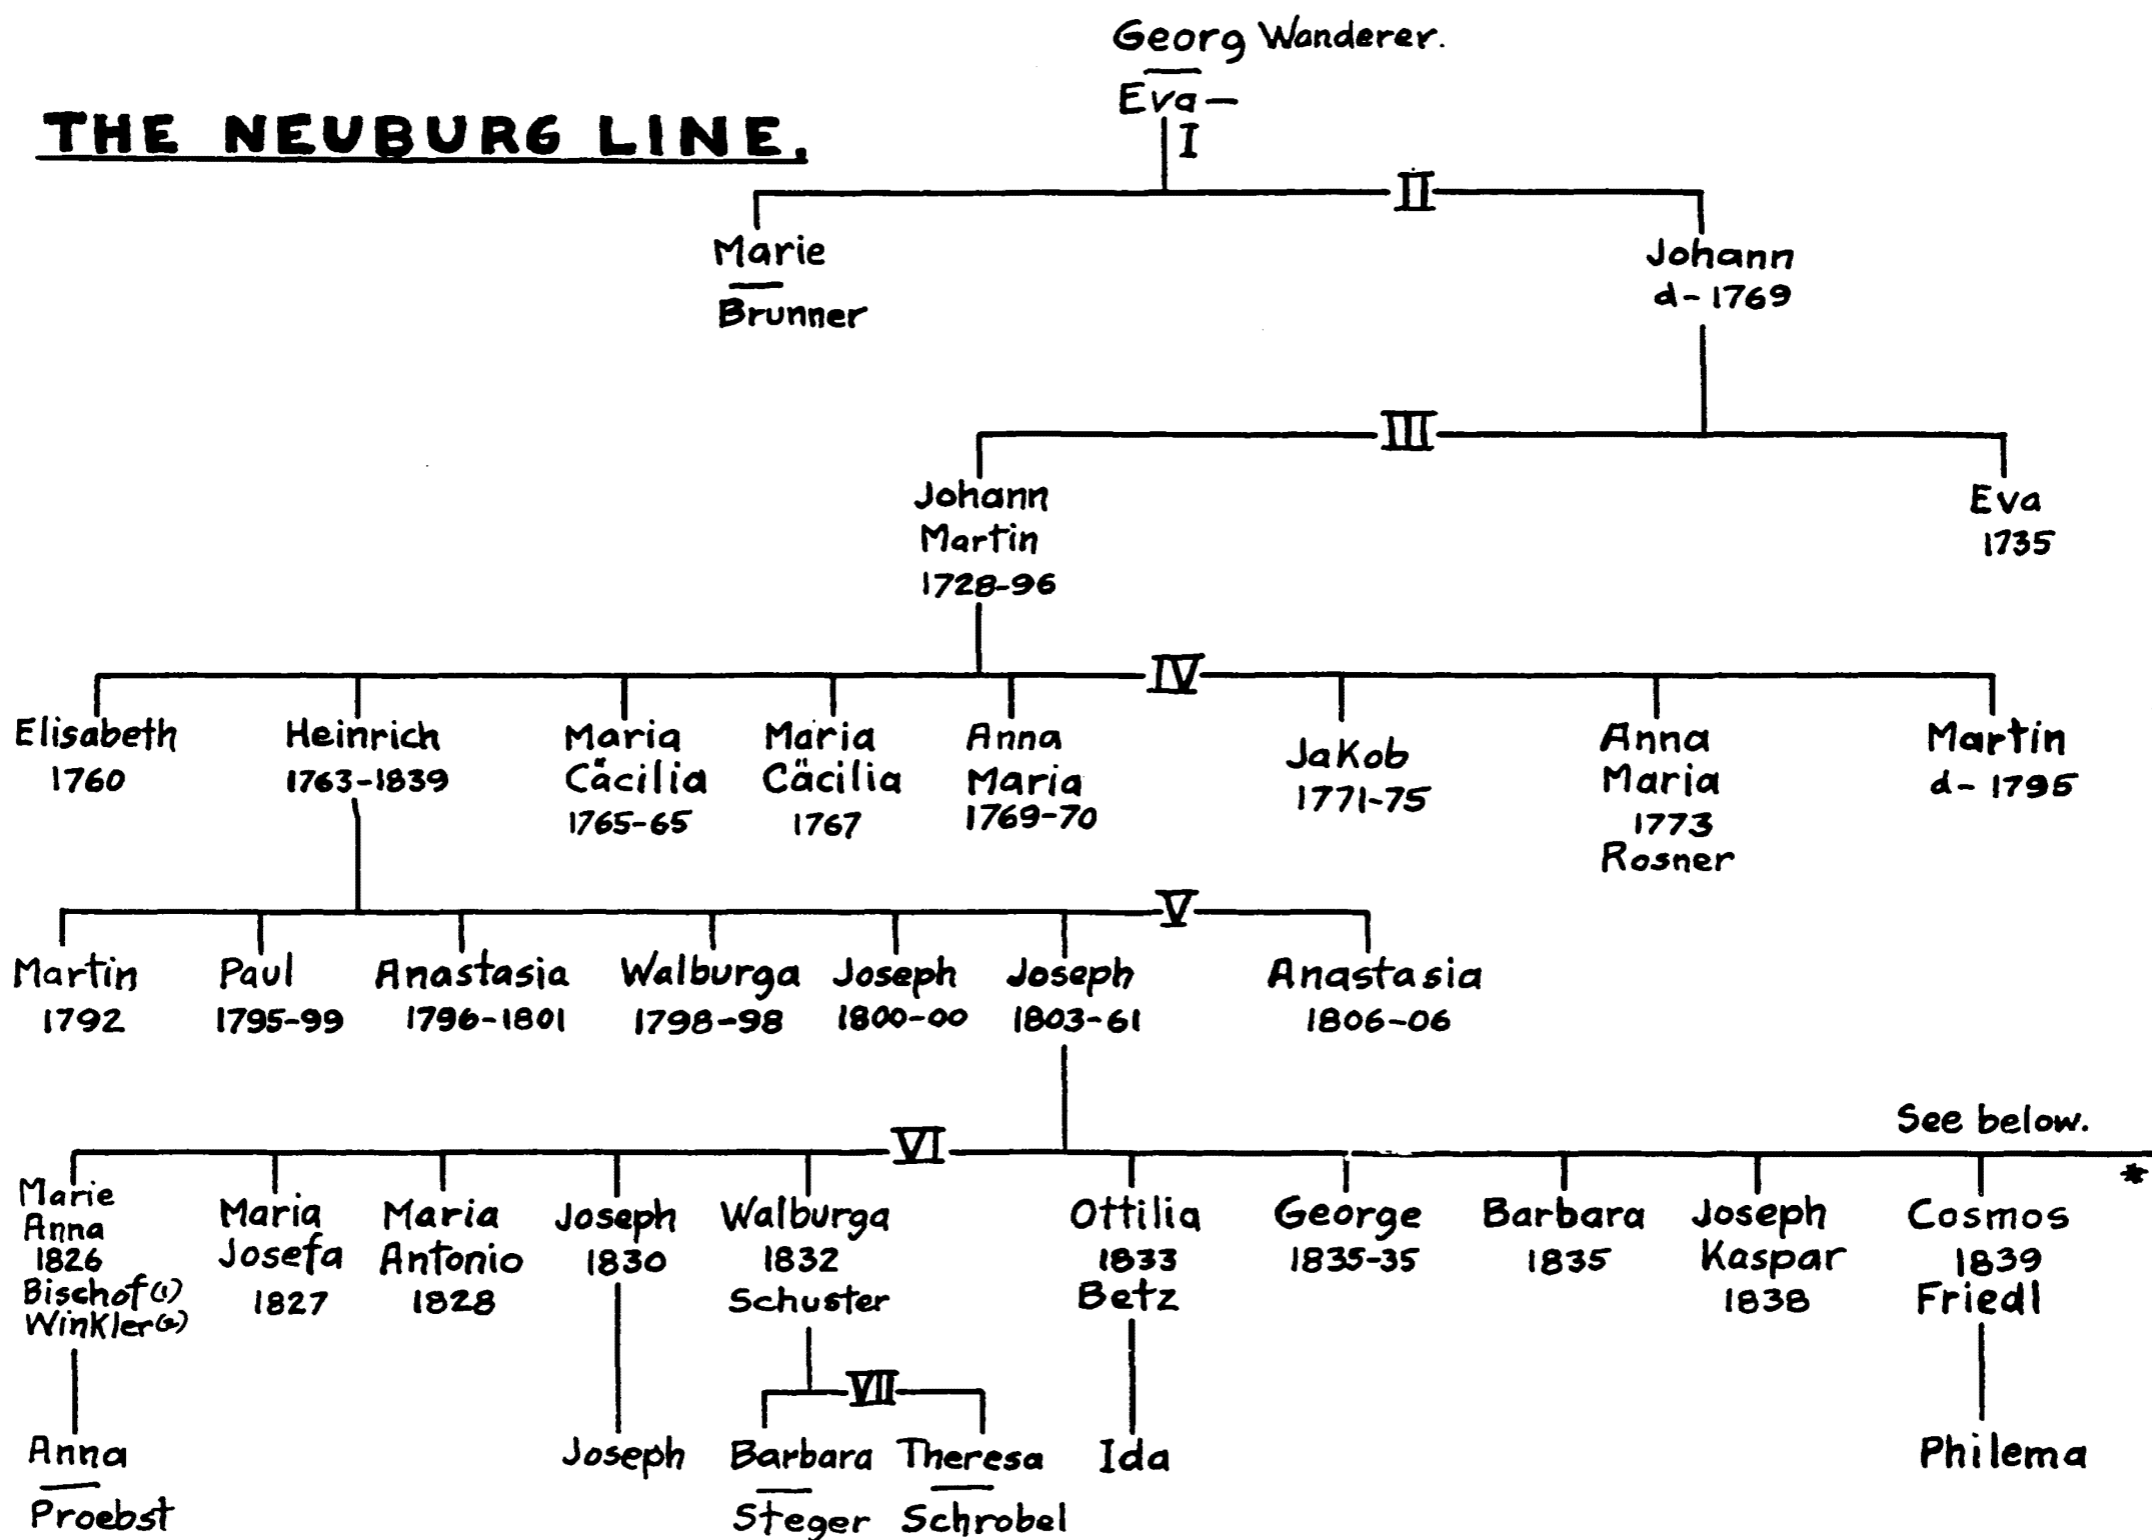 Georg Wanderer.
Eva —
I
THE NEUBURG LINE.
II
Marie
Brunner
Johann
d- 1769
III
Johann
Martin
1728-96
Eva
1735
IV
Elisabeth
1760
Heinrich
1763-1839
Maria
Cäcilia
1765-65
Maria
Cäcilia
1767
Anna
Maria
1769-70
Jakob
1771-75
Anna
Maria
1773
Rosner
Martin
d- 1795
V
Martin
1792
Paul
1795-99
Anastasia
1796-1801
Walburga
1798-98
Joseph
1800-00
Joseph
1803-61
Anastasia
1806-06
See below.
*
VI
Marie
Anna
1826
Bischof (1)
Winkler (2)
Maria
Josefa
1827
Maria
Antonio
1828
Joseph
1830
Walburga
1832
Schuster
Ottilia
1833
Betz
George
1835-35
Barbara
1835
Joseph
Kaspar
1838
Cosmos
1839
Friedl
VII
Anna
Proebst
Joseph
Barbara
Steger
Theresa
Schrobel
Ida
Philema